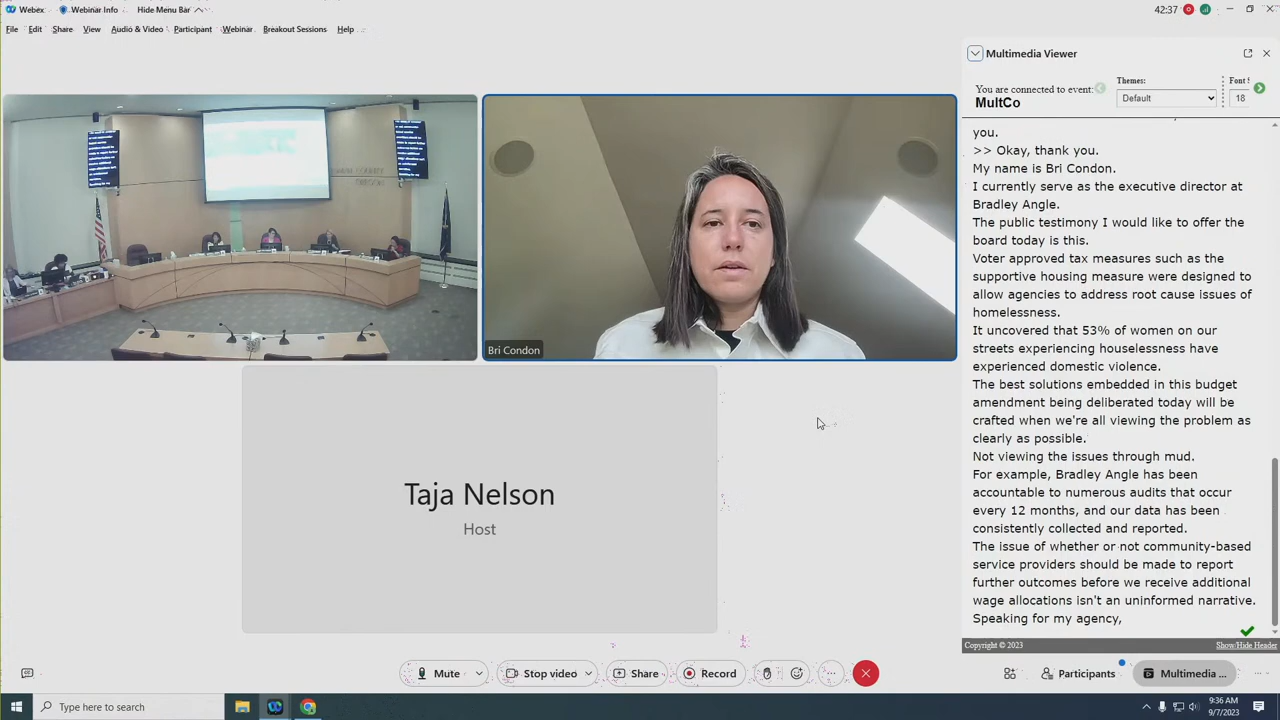 Webex
Webinar Info
Hide Menu Bar
42:37
File
Edit
Share
View
Audio & Video
Participant
Webinar
Breakout Sessions
Help
Multimedia Viewer
You are connected to event:
MultCo
Themes:
Default
Font S
18
you.
>> Okay, thank you.
My name is Bri Condon.
I currently serve as the executive director at
Bradley Angle.
The public testimony I would like to offer the
board today is this.
Voter approved tax measures such as the
supportive housing measure were designed to
allow agencies to address root cause issues of
homelessness.
It uncovered that 53% of women on our
streets experiencing houselessness have
experienced domestic violence.
The best solutions embedded in this budget
amendment being deliberated today will be
crafted when we're all viewing the problem as
clearly as possible.
Not viewing the issues through mud.
For example, Bradley Angle has been
accountable to numerous audits that occur
every 12 months, and our data has been
consistently collected and reported.
The issue of whether or not community-based
service providers should be made to report
further outcomes before we receive additional
wage allocations isn't an uninformed narrative.
Speaking for my agency,
Copyright © 2023
Show/Hide Header
Bri Condon
Taja Nelson
Host
Mute
Stop video
Share
Record
Participants
Multimedia ...
Type here to search
9:36 AM
9/7/2023